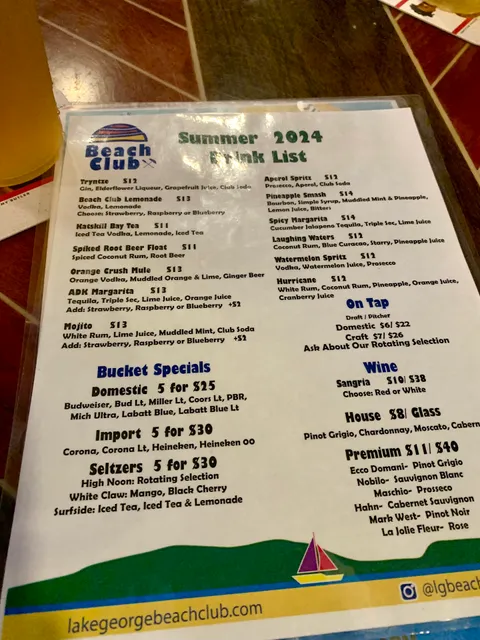 Beach
Club
Summer 2024
Drink List
Tryntze $12
Gin, Elderflower Liqueur, Grapefruit Juice, Club Soda
Beach Club Lemonade $13
Vodka, Lemonade
Choose: Strawberry, Raspberry or Blueberry
Katskill Bay Tea $11
Iced Tea Vodka, Lemonade, Iced Tea
Spiked Root Beer Float $11
Spiced Coconut Rum, Root Beer
Orange Crush Mule $13
Orange Vodka, Muddled Orange & Lime, Ginger Beer
ADK Margarita $13
Tequila, Triple Sec, Lime Juice, Orange Juice
Add: Strawberry, Raspberry or Blueberry +$2
Mojito $13
White Rum, Lime Juice, Muddled Mint, Club Soda
Add: Strawberry, Raspberry or Blueberry +$2
Bucket Specials
Domestic 5 for $25
Budweiser, Bud Lt, Miller Lt, Coors Lt, PBR,
Mich Ultra, Labatt Blue, Labatt Blue Lt
Import 5 for $30
Corona, Corona Lt, Heineken, Heineken 00
Seltzers 5 for $30
High Noon: Rotating Selection
White Claw: Mango, Black Cherry
Surfside: Iced Tea, Iced Tea & Lemonade
Aperol Spritz $12
Prosecco, Aperol, Club Soda
Pineapple Smash $14
Bourbon, Simple Syrup, Muddled Mint & Pineapple,
Lemon Juice, Bitters
Spicy Margarita $14
Cucumber Jalapeno Tequila, Triple Sec, Lime Juice
Laughing Waters $12
Coconut Rum, Blue Curacao, Starry, Pineapple Juice
Watermelon Spritz $12
Vodka, Watermelon Juice, Prosecco
Hurricane $12
White Rum, Coconut Rum, Pineapple, Orange Juice,
Cranberry Juice
On Tap
Draft / Pitcher
Domestic $6/ $22
Craft $7/ $26
Ask About Our Rotating Selection
Wine
Sangria $10/ $38
Choose: Red or White
House $8/ Glass
Pinot Grigio, Chardonnay, Moscato, Cabern
Premium $11/ $40
Ecco Domani- Pinot Grigio
Nobilo- Sauvignon Blanc
Maschio- Prosseco
Hahn- Cabernet Sauvignon
Mark West- Pinot Noir
La Jolie Fleur- Rose
lakegeorgebeachclub.com
@lgbeach